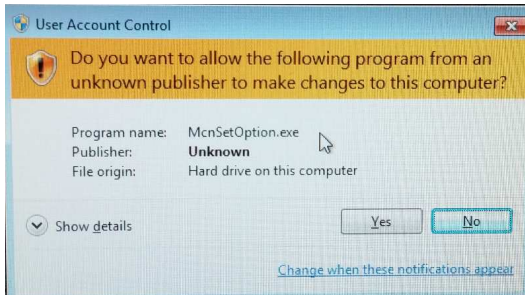 User Account Control
Do you want to allow the following program from an
unknown publisher to make changes to this computer?
Program name: McnSetOption.exe
Publisher: Unknown
File origin: Hard drive on this computer
Show details
Yes
No
Change when these notifications appear